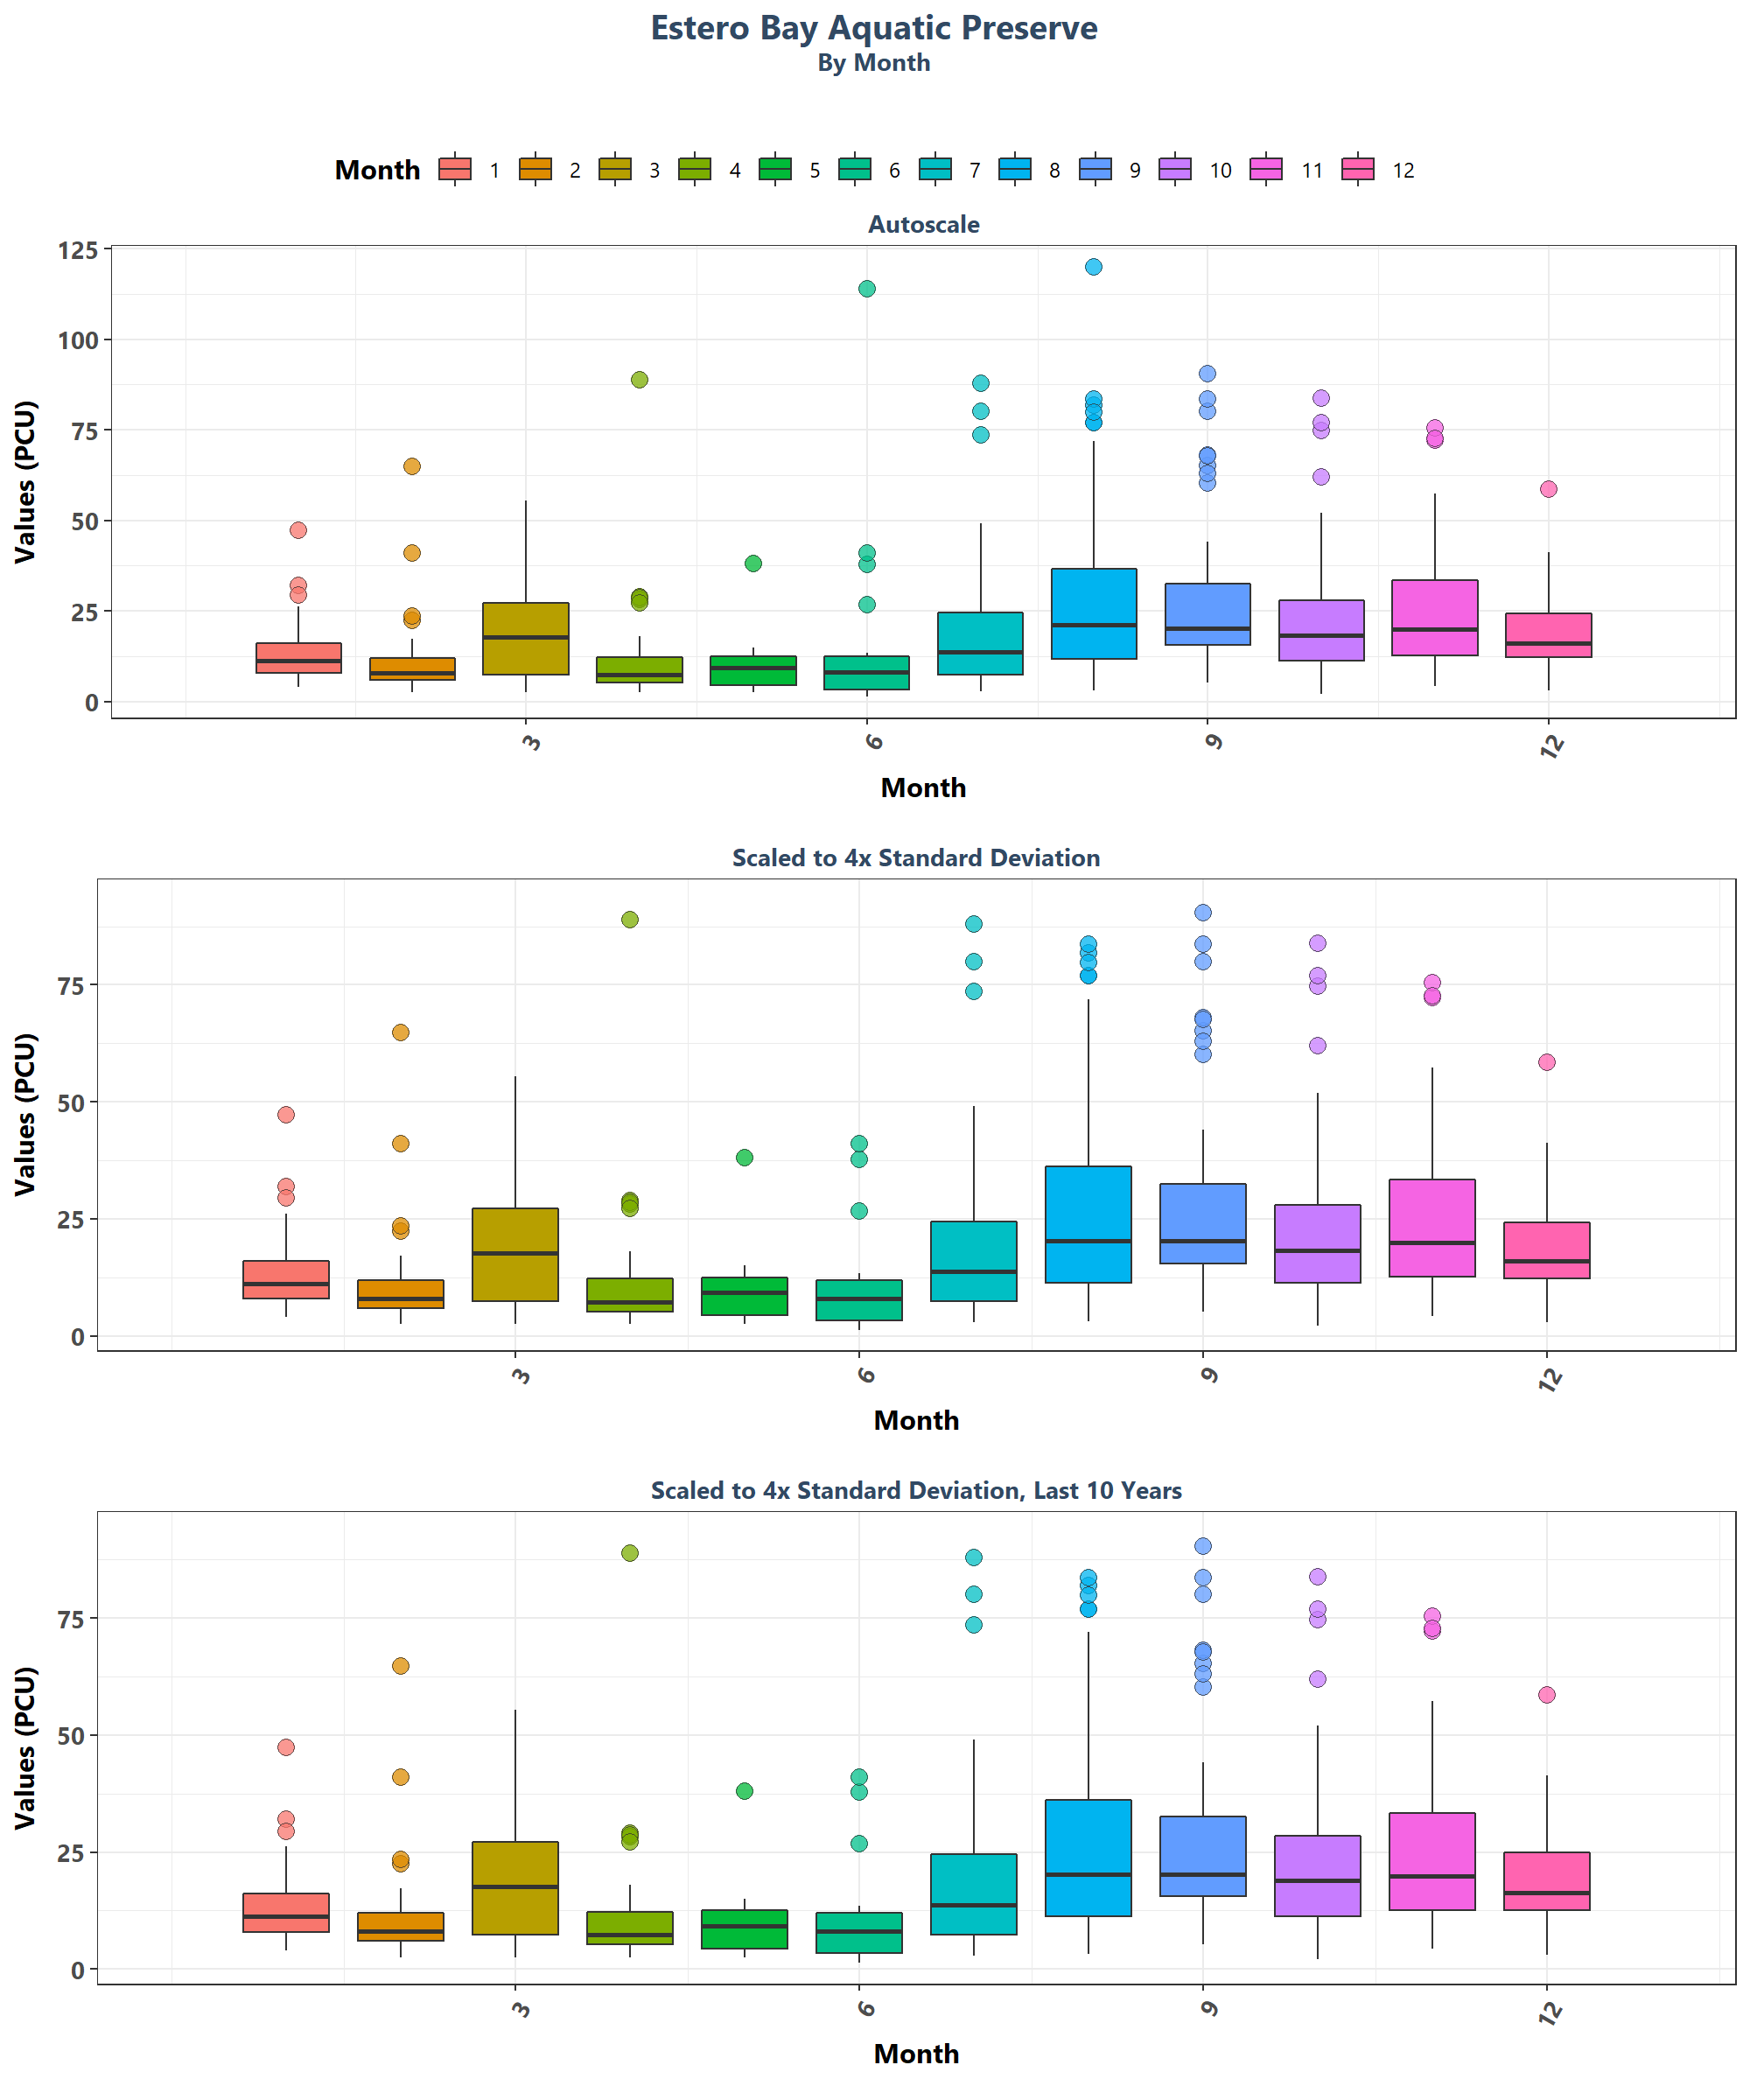 Estero Bay Aquatic Preserve
By Month
Month 1 2 3 4 5 6 7 8 9 10 11 12
Autoscale
Values (PCU)
125
100
75
50
25
0
3 6 9 12
Month
Scaled to 4x Standard Deviation
Values (PCU)
75
50
25
0
3 6 9 12
Month
Scaled to 4x Standard Deviation, Last 10 Years
Values (PCU)
75
50
25
0
3 6 9 12
Month